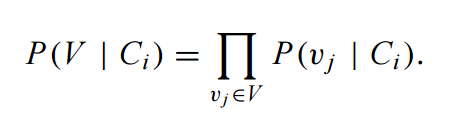 P(V | C_i) = ∏_{v_j∈V} P(v_j | C_i).